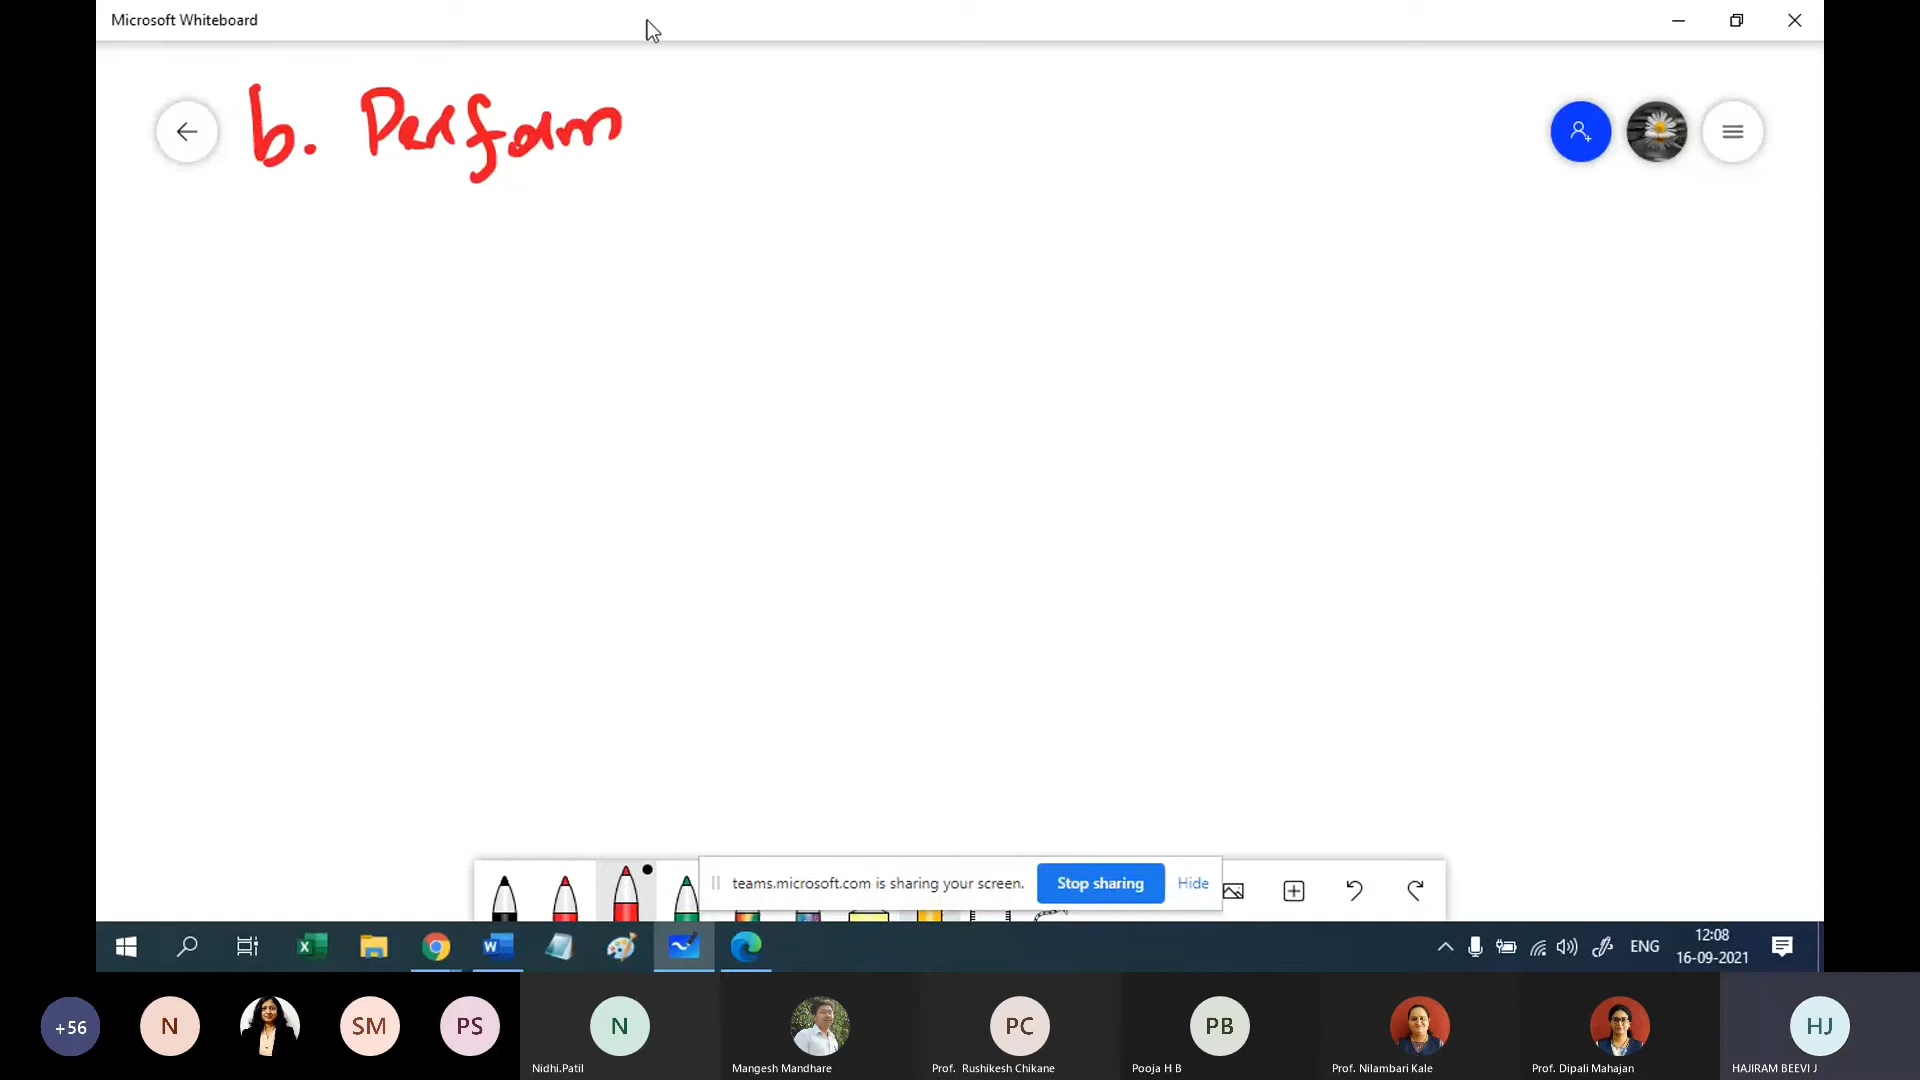 Microsoft Whiteboard
b. Perform
teams.microsoft.com is sharing your screen.
Stop sharing
Hide
ENG
12:08
16-09-2021
+56
N
SM
PS
N
PC
PB
HJ
Nidhi.Patil
Mangesh Mandhare
Prof. Rushikesh Chikane
Pooja H B
Prof. Nilambari Kale
Prof. Dipali Mahajan
HAJIRAM BEEVI J